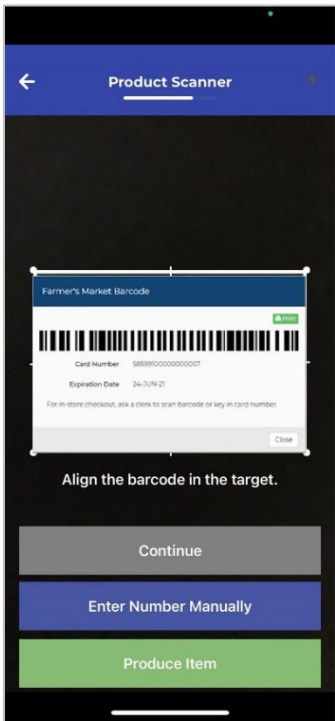 Product Scanner
Farmer's Market Barcode
Print
Card Number 58599100000000007
Expiration Date 24-JUN-21
For in-store checkout, ask a clerk to scan barcode or key in card number
Close
Align the barcode in the target.
Continue
Enter Number Manually
Produce Item